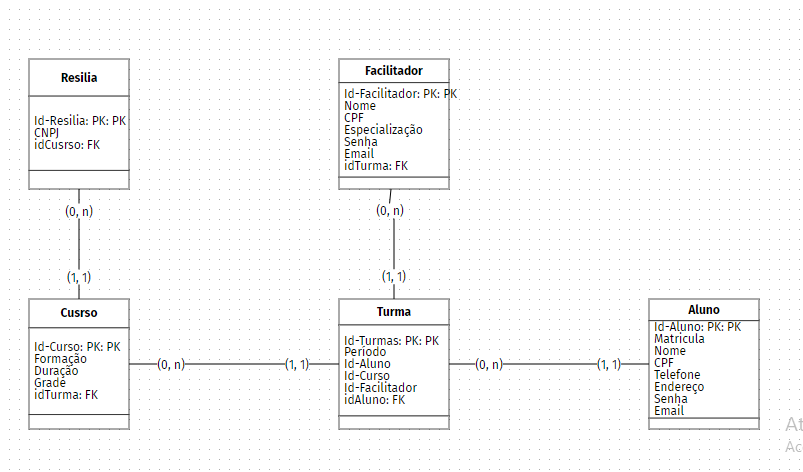 Resilia
Id-Resilia: PK: PK
CNPJ
idCusrso: FK
Facilitador
Id-Facilitador: PK: PK
Nome
CPF
Especialização
Senha
Email
idTurma: FK
(0, n)
(1, 1)
(0, n)
(1, 1)
Cusrso
Id-Curso: PK: PK
Formação
Duração
Grade
idTurma: FK
(0, n)
(1, 1)
Turma
Id-Turmas: PK: PK
Período
Id-Aluno
Id-Curso
Id-Facilitador
idAluno: FK
(0, n)
(1, 1)
Aluno
Id-Aluno: PK: PK
Matricula
Nome
CPF
Telefone
Endereço
Senha
Email